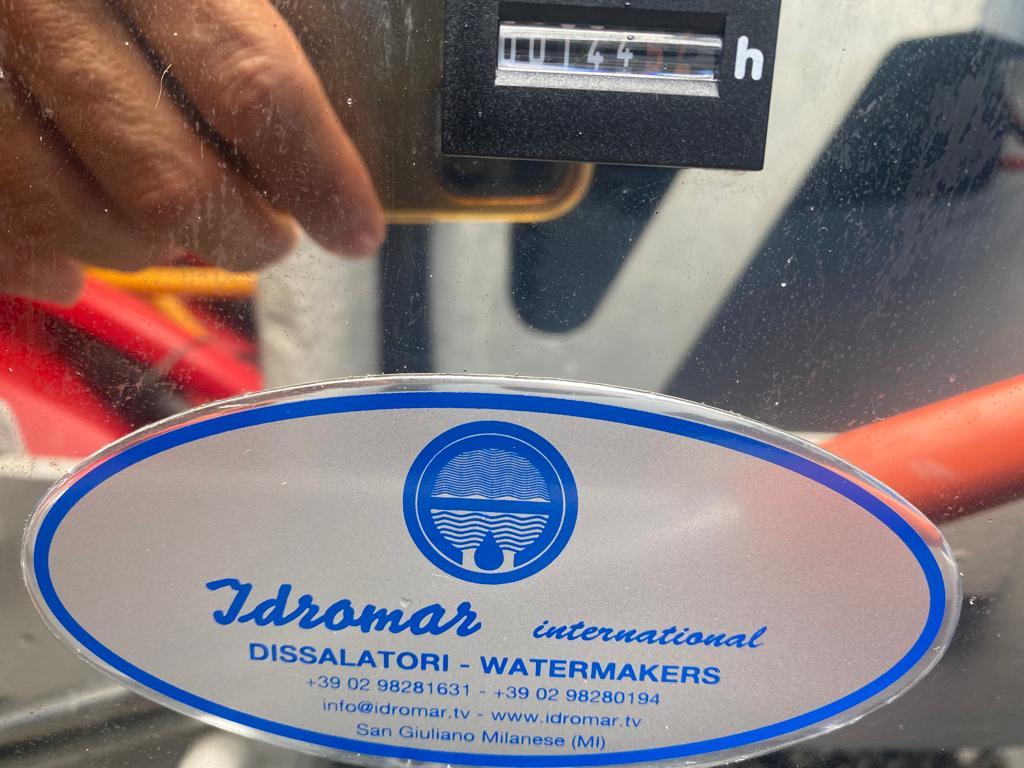 0014452 h
Idromar international
DISSALATORI - WATERMAKERS
+39 02 98281631 - +39 02 98280194
info@idromar.tv - www.idromar.tv
San Giuliano Milanese (MI)